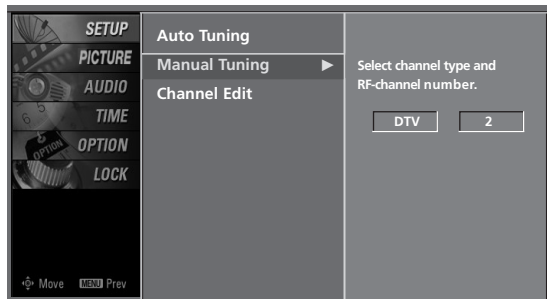 SETUP
PICTURE
AUDIO
TIME
OPTION
LOCK
Move MENU Prev
Auto Tuning
Manual Tuning ►
Channel Edit
Select channel type and
RF-channel number.
DTV 2